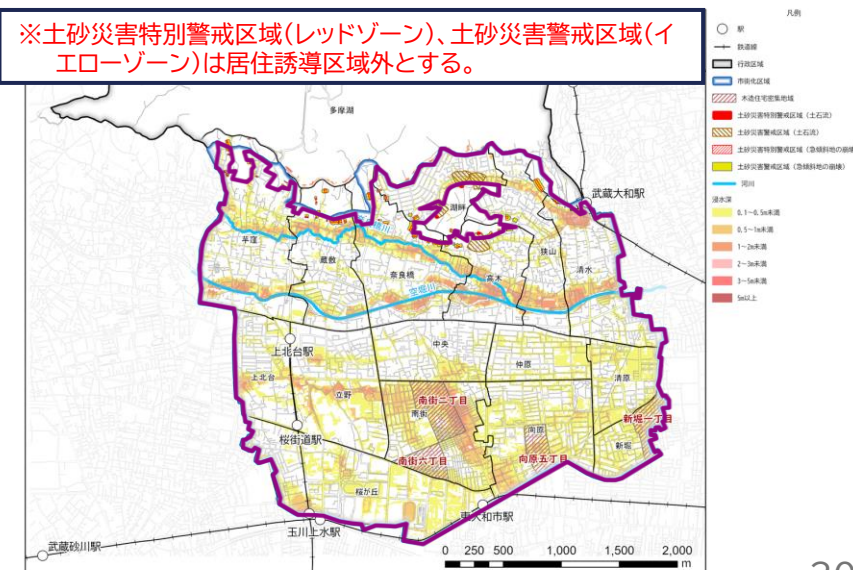 ※土砂災害特別警戒区域(レッドゾーン)、土砂災害警戒区域(イ
エローゾーン)は居住誘導区域外とする。
凡例
駅
鉄道線
行政区域
市街化区域
木造住宅密集地域
土砂災害特別警戒区域（土石流）
土砂災害警戒区域（土石流）
土砂災害特別警戒区域（急傾斜地の崩壊
土砂災害警戒区域（急傾斜地の崩壊）
河川
浸水深
0.1～0.5m未満
0.5～1m未満
1～2m未満
2～3m未満
3～5m未満
5m以上
多摩湖
武蔵大和駅
湖畔
芋窪
蔵敷
奈良橋
高木
狭山
清水
空堀川
上北台駅
中央
仲原
上北台
立野
清原
南街二丁目
南街
新堀一丁目
桜街道駅
向原
新堀
南街六丁目
向原五丁目
桜が丘
東大和市駅
玉川上水駅
武蔵砂川駅
0 250 500 1,000 1,500 2,000
m